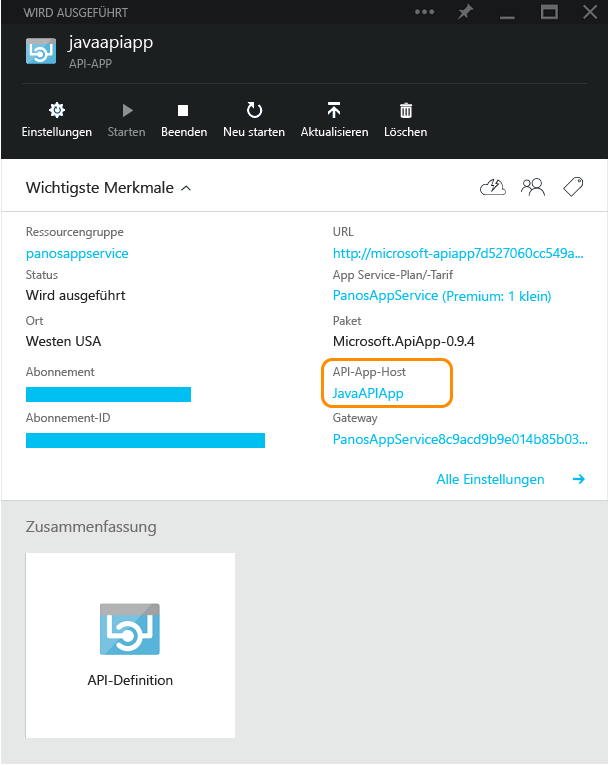 WIRD AUSGEFÜHRT
javaapiapp
API-APP
Einstellungen
Starten
Beenden
Neu starten
Aktualisieren
Löschen
Wichtigste Merkmale
Ressourcengruppe
panosappservice
Status
Wird ausgeführt
Ort
Westen USA
Abonnement
Abonnement-ID
URL
http://microsoft-apiapp7d527060cc549a...
App Service-Plan/-Tarif
PanosAppService (Premium: 1 klein)
Paket
Microsoft.ApiApp-0.9.4
API-App-Host
JavaAPIApp
Gateway
PanosAppService8c9acd9b9e014b85b03...
Alle Einstellungen
Zusammenfassung
API-Definition